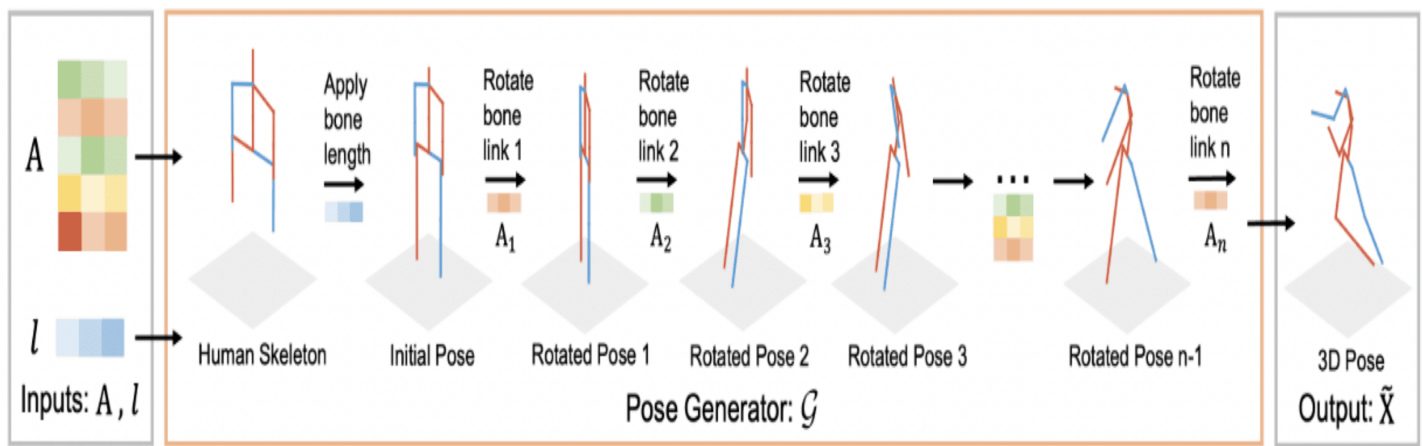 A
l
Inputs: A , l
Apply
bone
length
Rotate
bone
link 1
A1
Rotate
bone
link 2
A2
Rotate
bone
link 3
A3
...
Rotate
bone
link n
An
Human Skeleton
Initial Pose
Rotated Pose 1
Rotated Pose 2
Rotated Pose 3
Rotated Pose n-1
Pose Generator: 𝒢
3D Pose
Output: X̃